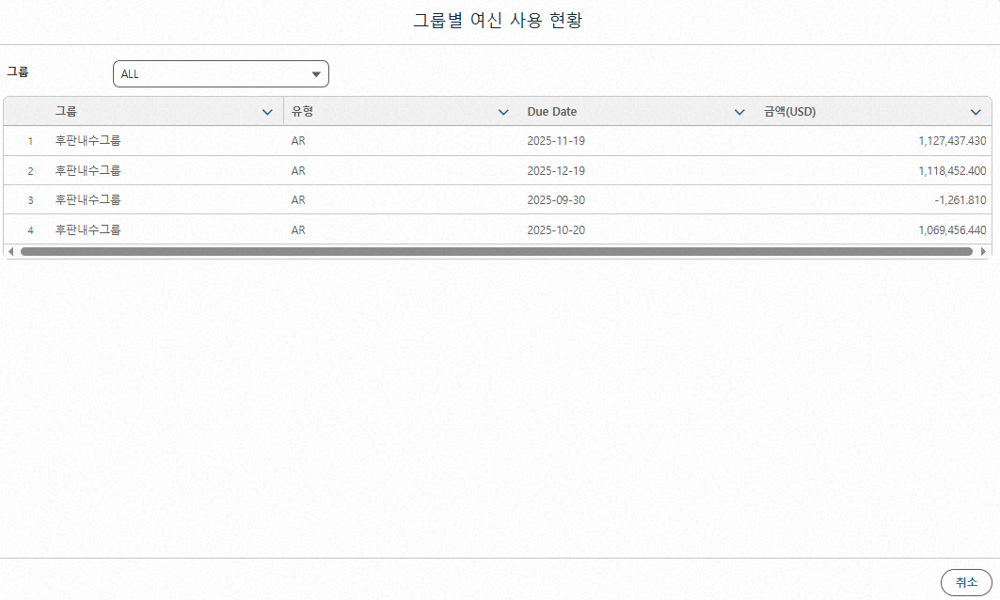 그룹별 여신 사용 현황
그룹 ALL
그룹 유형 Due Date 금액(USD)
1 후판내수그룹 AR 2025-11-19 1,127,437.430
2 후판내수그룹 AR 2025-12-19 1,118,452.400
3 후판내수그룹 AR 2025-09-30 -1,261.810
4 후판내수그룹 AR 2025-10-20 1,069,456.440
취소